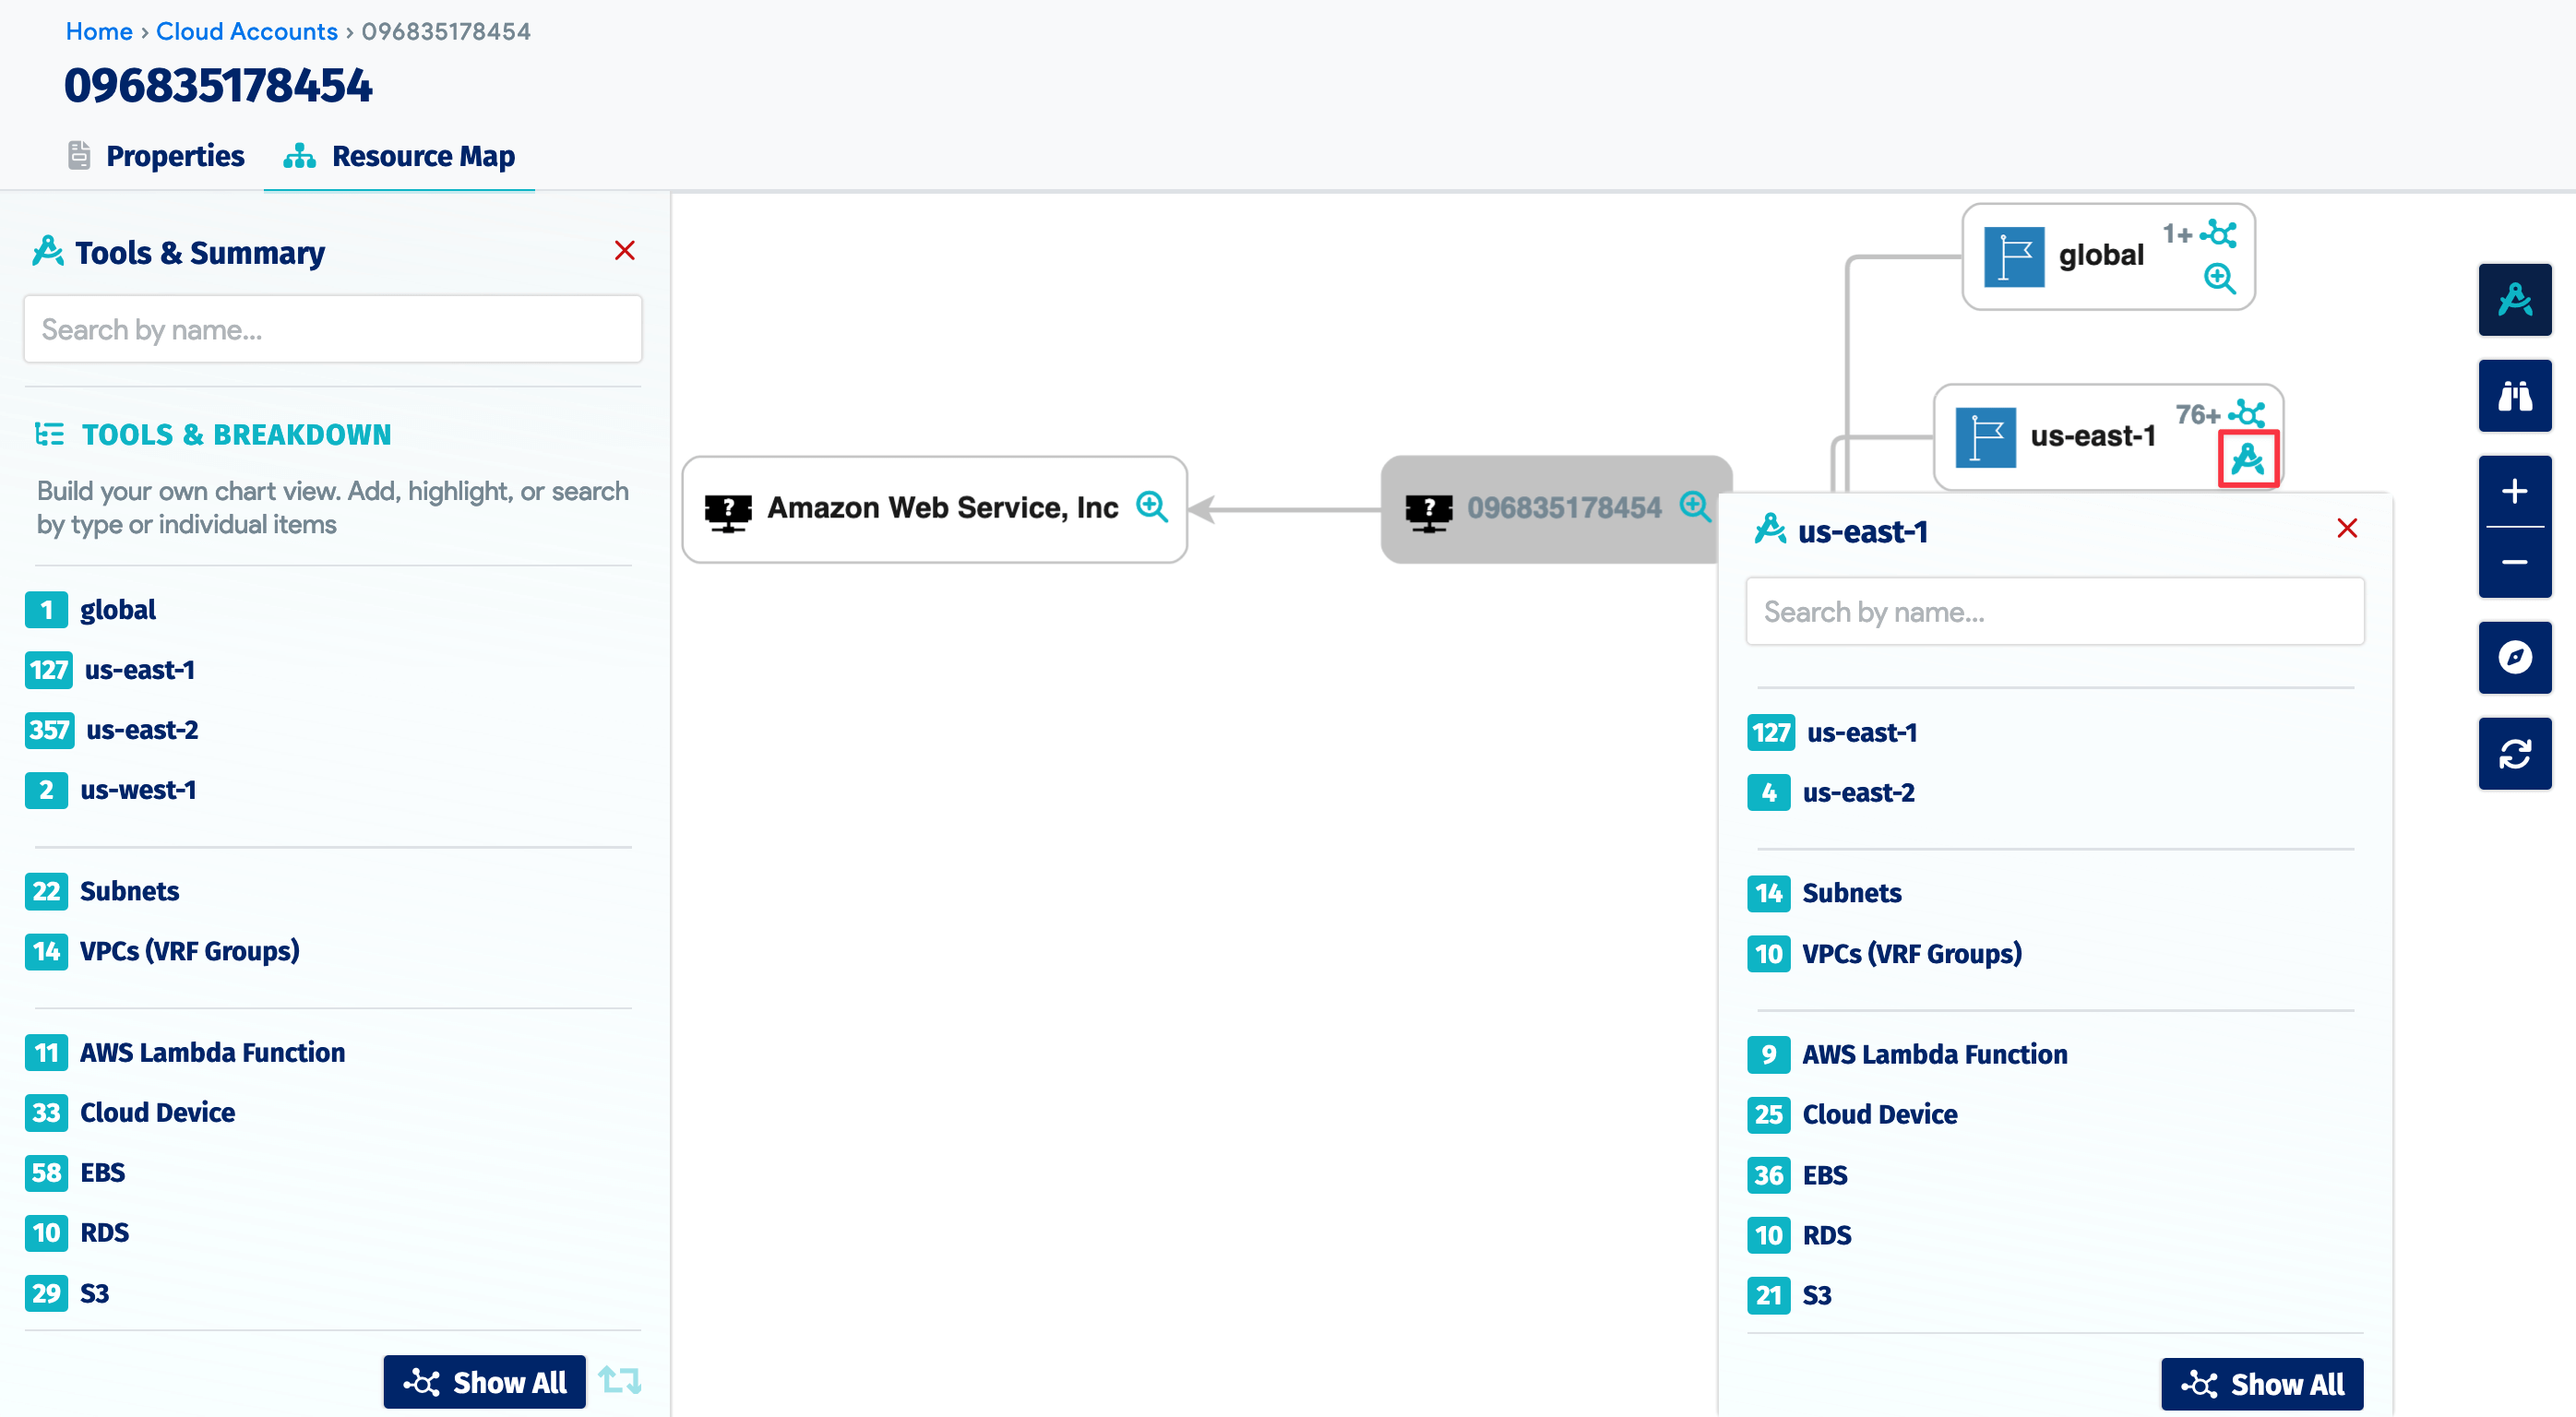 Home › Cloud Accounts › 096835178454
096835178454
Properties
Resource Map
Tools & Summary
Search by name...
TOOLS & BREAKDOWN
Build your own chart view. Add, highlight, or search
by type or individual items
1 global
127 us-east-1
357 us-east-2
2 us-west-1
22 Subnets
14 VPCs (VRF Groups)
11 AWS Lambda Function
33 Cloud Device
58 EBS
10 RDS
29 S3
Show All
Amazon Web Service, Inc
096835178454
global 1+
us-east-1 76+
us-east-1
Search by name...
127 us-east-1
4 us-east-2
14 Subnets
10 VPCs (VRF Groups)
9 AWS Lambda Function
25 Cloud Device
36 EBS
10 RDS
21 S3
Show All